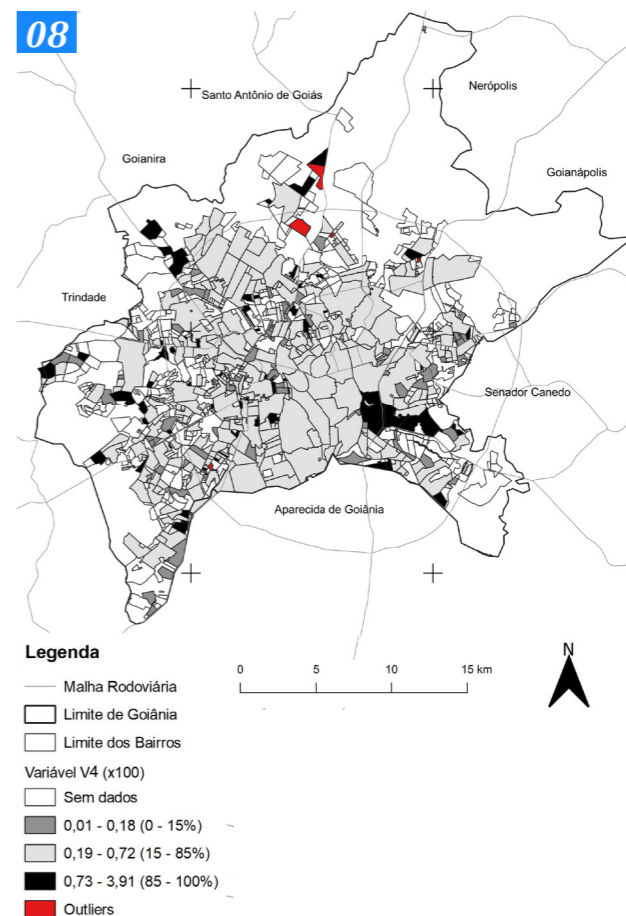 08
Santo Antônio de Goiás
Nerópolis
Goianira
Goianápolis
Trindade
Senador Canedo
Aparecida de Goiânia
Legenda
0 5 10 15 km
N
Malha Rodoviária
Limite de Goiânia
Limite dos Bairros
Variável V4 (x100)
Sem dados
0,01 - 0,18 (0 - 15%)
0,19 - 0,72 (15 - 85%)
0,73 - 3,91 (85 - 100%)
Outliers